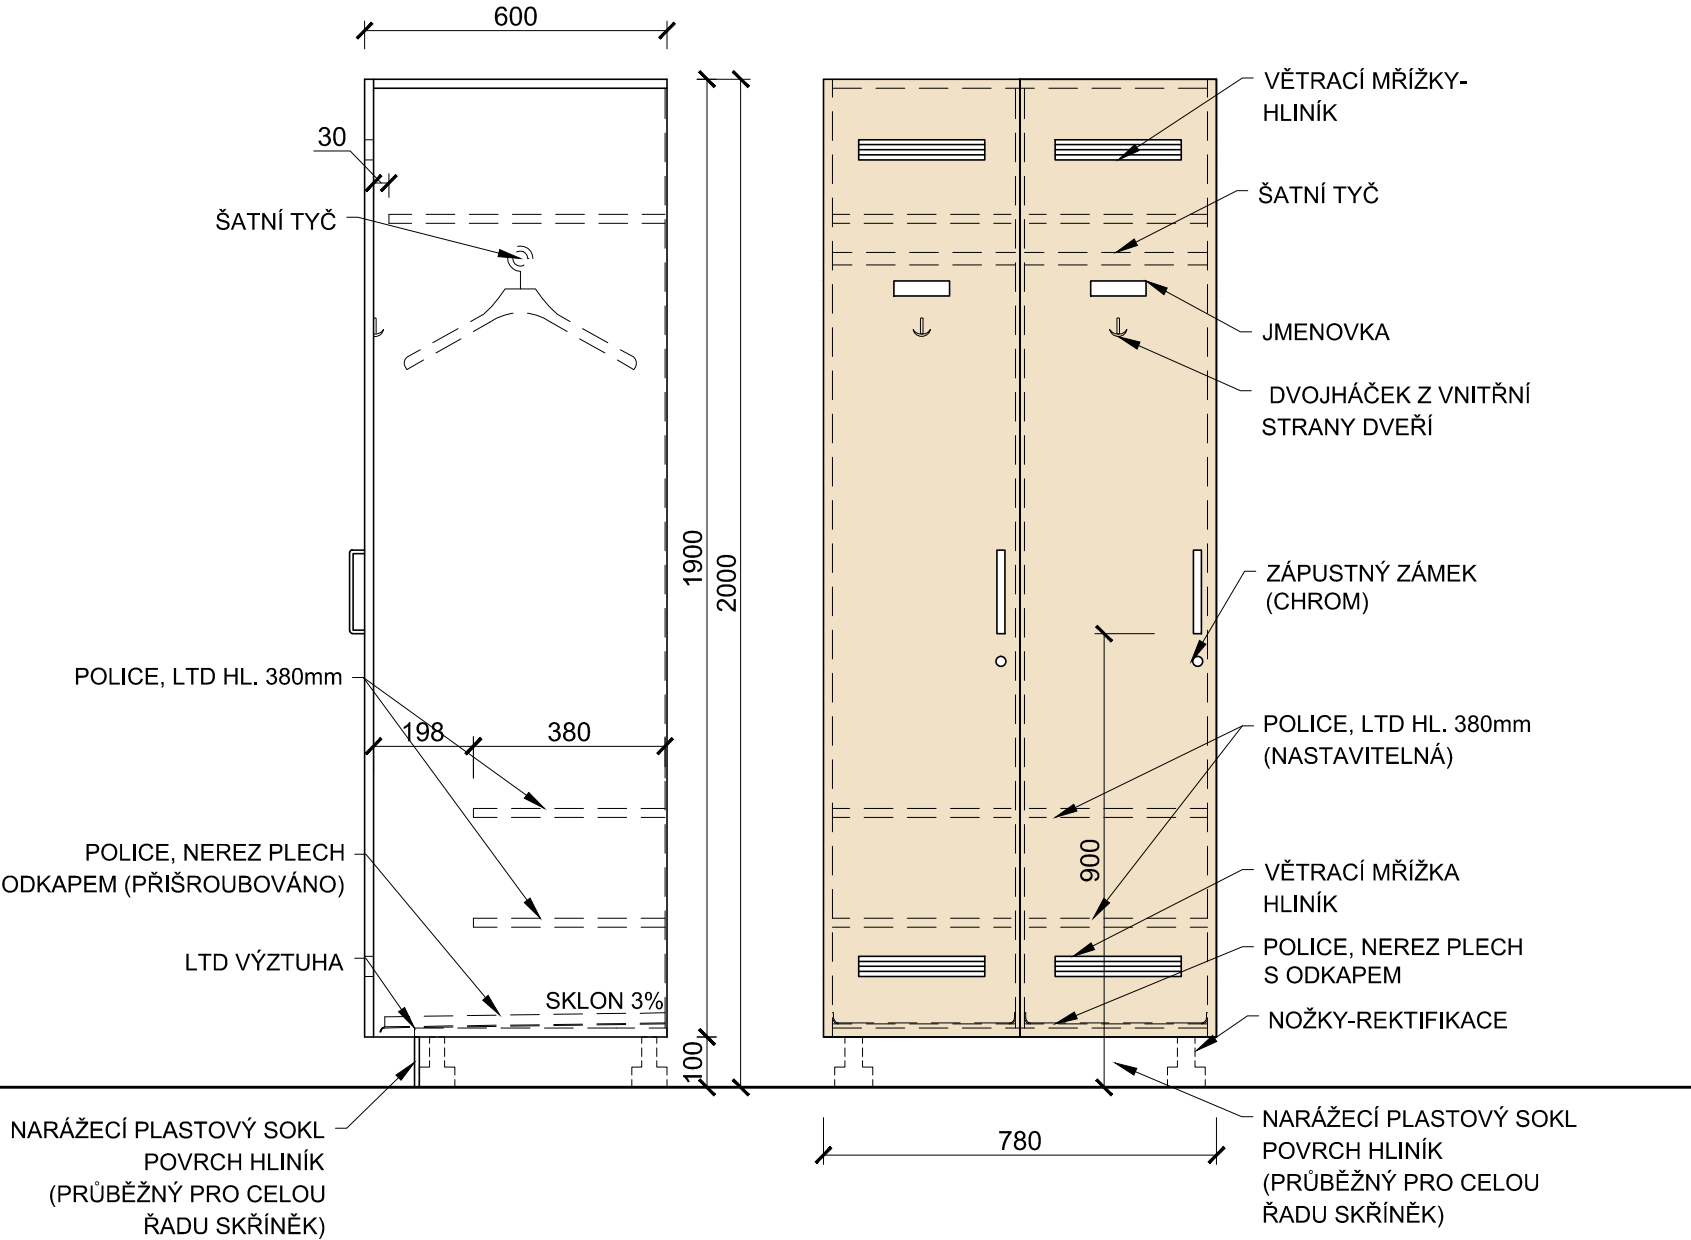 600
30
ŠATNÍ TYČ
1900
2000
POLICE, LTD HL. 380mm
198
380
POLICE, NEREZ PLECH
ODKAPEM (PŘIŠROUBOVÁNO)
LTD VÝZTUHA
SKLON 3%
100
NARÁŽECÍ PLASTOVÝ SOKL
POVRCH HLINÍK
(PRŮBĚŽNÝ PRO CELOU
ŘADU SKŘÍNĚK)
VĚTRACÍ MŘÍŽKY-
HLINÍK
ŠATNÍ TYČ
JMENOVKA
DVOJHÁČEK Z VNITŘNÍ
STRANY DVEŘÍ
ZÁPUSTNÝ ZÁMEK
(CHROM)
POLICE, LTD HL. 380mm
(NASTAVITELNÁ)
900
VĚTRACÍ MŘÍŽKA
HLINÍK
POLICE, NEREZ PLECH
S ODKAPEM
NOŽKY-REKTIFIKACE
780
NARÁŽECÍ PLASTOVÝ SOKL
POVRCH HLINÍK
(PRŮBĚŽNÝ PRO CELOU
ŘADU SKŘÍNĚK)